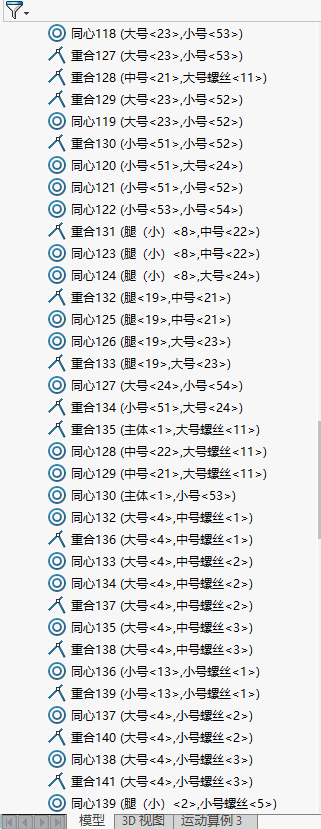 同心118 (大号<23>,小号<53>)
重合127 (大号<23>,小号<53>)
重合128 (中号<21>,大号螺丝<11>)
重合129 (大号<23>,小号<52>)
同心119 (大号<23>,小号<52>)
重合130 (小号<51>,小号<52>)
同心120 (小号<51>,大号<24>)
同心121 (小号<51>,小号<52>)
同心122 (小号<53>,小号<54>)
重合131 (腿（小）<8>,中号<22>)
同心123 (腿（小）<8>,中号<22>)
同心124 (腿（小）<8>,大号<24>)
重合132 (腿<19>,中号<21>)
同心125 (腿<19>,中号<21>)
同心126 (腿<19>,大号<23>)
重合133 (腿<19>,大号<23>)
同心127 (大号<24>,小号<54>)
重合134 (小号<51>,大号<24>)
重合135 (主体<1>,大号螺丝<11>)
同心128 (中号<22>,大号螺丝<11>)
同心129 (中号<21>,大号螺丝<11>)
同心130 (主体<1>,小号<53>)
同心132 (大号<4>,中号螺丝<1>)
重合136 (大号<4>,中号螺丝<1>)
同心133 (大号<4>,中号螺丝<2>)
同心134 (大号<4>,中号螺丝<2>)
重合137 (大号<4>,中号螺丝<2>)
同心135 (大号<4>,中号螺丝<3>)
重合138 (大号<4>,中号螺丝<3>)
同心136 (小号<13>,小号螺丝<1>)
重合139 (小号<13>,小号螺丝<1>)
同心137 (大号<4>,小号螺丝<2>)
重合140 (大号<4>,小号螺丝<2>)
同心138 (大号<4>,小号螺丝<3>)
重合141 (大号<4>,小号螺丝<3>)
同心139 (腿（小）<2>,小号螺丝<5>)
模型 3D 视图 运动算例 3